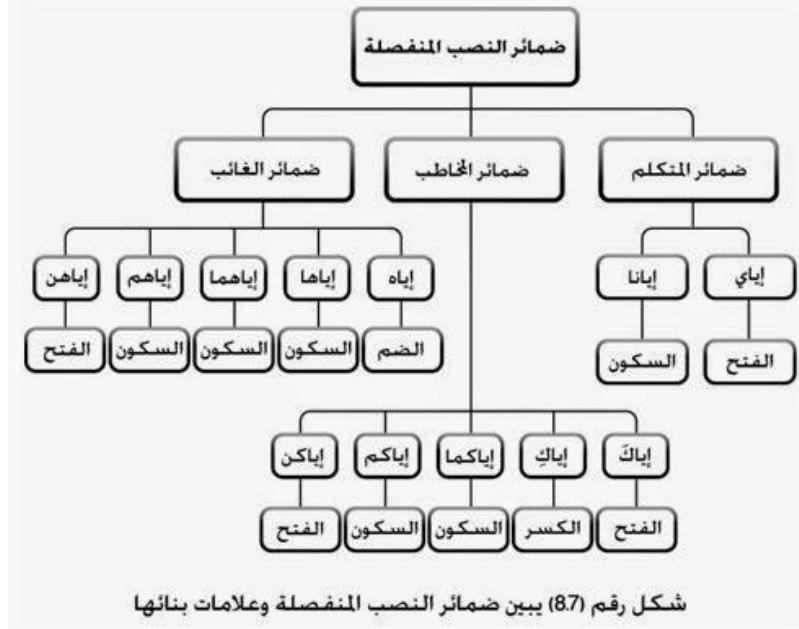 ضمائر النصب المنفصلة
ضمائر المتكلم ضمائر المخاطب ضمائر الغائب
إياي إيانا إياه إياها إياهما إياهم إياهن
الفتح السكون الضم السكون السكون السكون الفتح
إياكَ إياكِ إياكما إياكم إياكن
الفتح الكسر السكون السكون الفتح
شكل رقم (8.7) يبين ضمائر النصب المنفصلة وعلامات بنائها